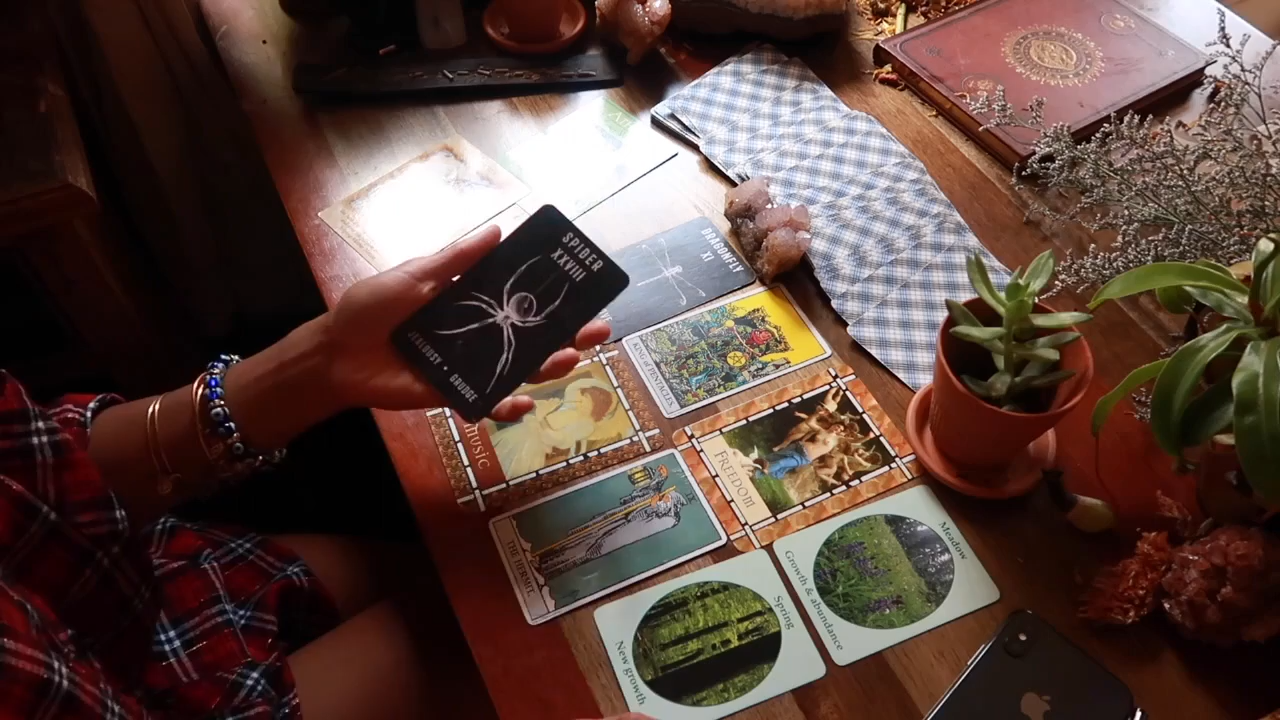 SPIDER
XXVIII
JEALOUSY • GRUDGE
DRAGONFLY
XI
KING of PENTACLES
MUSIC
FREEDOM
IX
THE HERMIT
Meadow
Growth & abundance
Spring
New growth